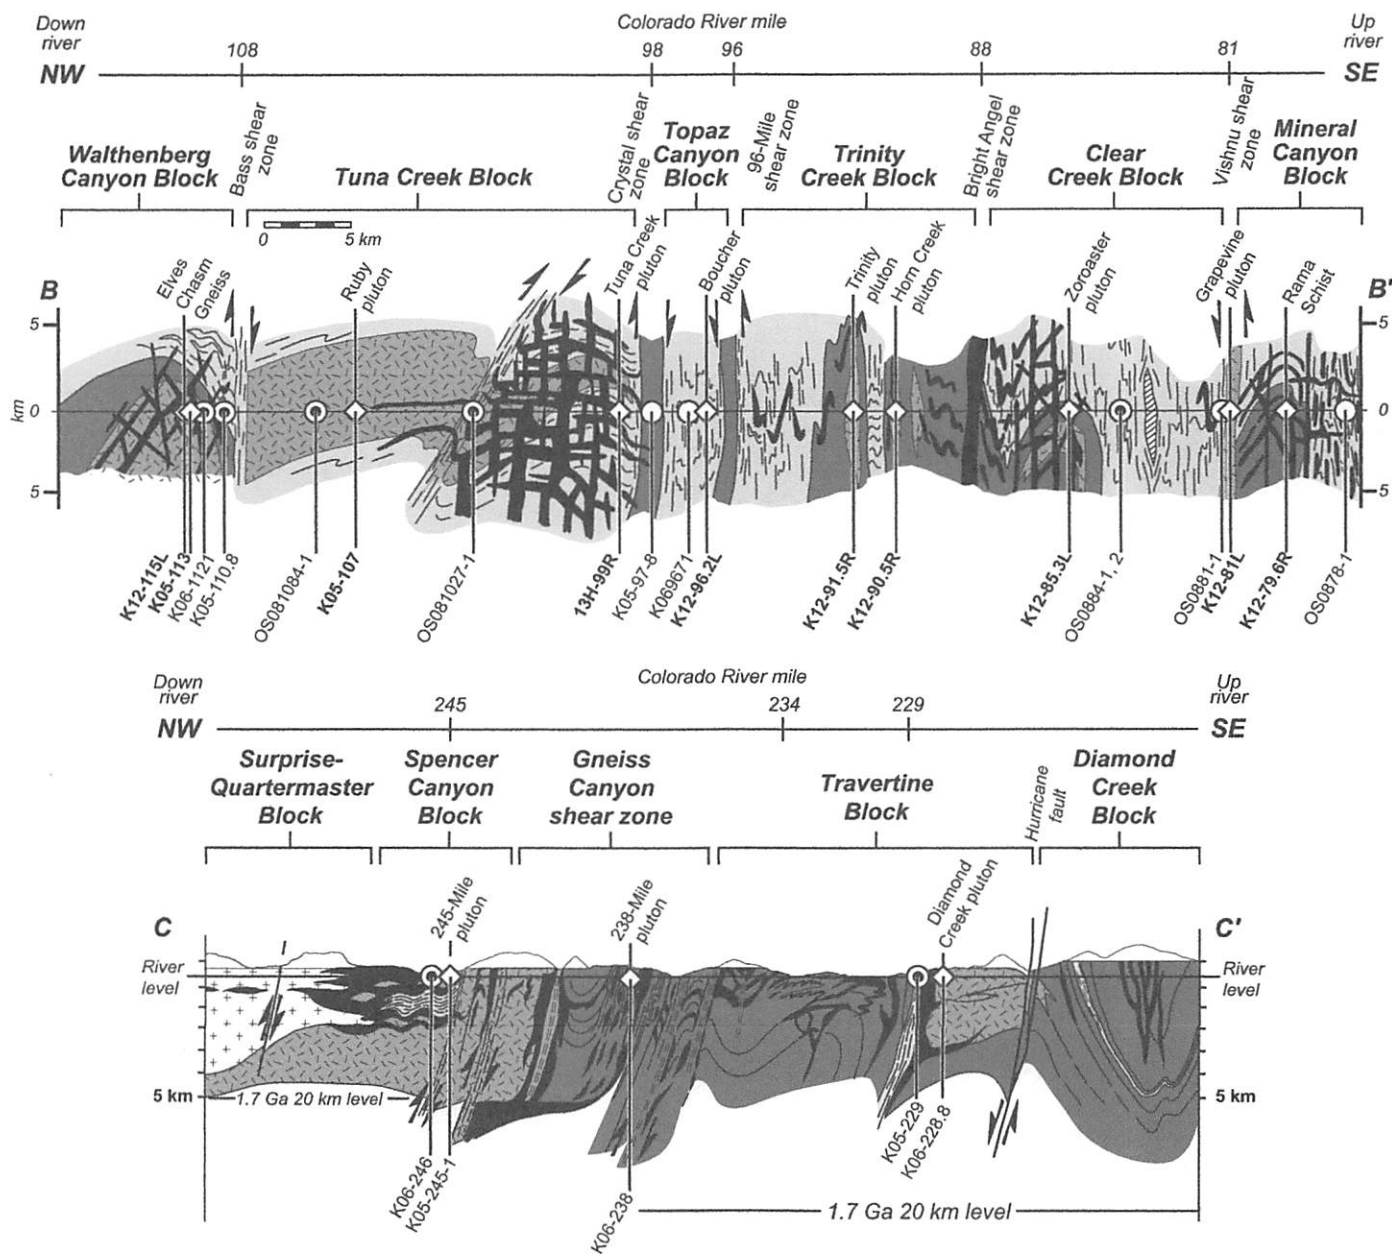 Down
river
NW
Colorado River mile
108
98
96
88
81
Up
river
SE
Walthenberg
Canyon Block
Bass shear
zone
Tuna Creek Block
Crystal shear
zone
Topaz
Canyon
Block
96-Mile
shear zone
Trinity
Creek Block
Bright Angel
shear zone
Clear
Creek Block
Vishnu shear
zone
Mineral
Canyon
Block
0 5 km
Elves
Chasm
Gneiss
Ruby
pluton
Tuna Creek
pluton
Boucher
pluton
Trinity
pluton
Horn Creek
pluton
Zoroaster
pluton
Grapevine
pluton
Rama
Schist
B
B'
5
km
0
5
5
0
5
K12-115L
K05-113
K06-1121
K05-110.8
OS081084-1
K05-107
OS081027-1
13H-99R
K05-97-8
K069671
K12-96.2L
K12-91.5R
K12-90.5R
K12-85.3L
OS0884-1, 2
OS0881-1
K12-81L
K12-79.6R
OS0878-1
Down
river
NW
Colorado River mile
245
234
229
Up
river
SE
Surprise-
Quartermaster
Block
Spencer
Canyon
Block
Gneiss
Canyon
shear zone
Travertine
Block
Hurricane
fault
Diamond
Creek
Block
C
C'
245-Mile
pluton
238-Mile
pluton
Diamond
Creek pluton
River
level
River
level
5 km
1.7 Ga 20 km level
5 km
K06-246
K05-245-1
K06-238
K05-229
K06-228.8
1.7 Ga 20 km level